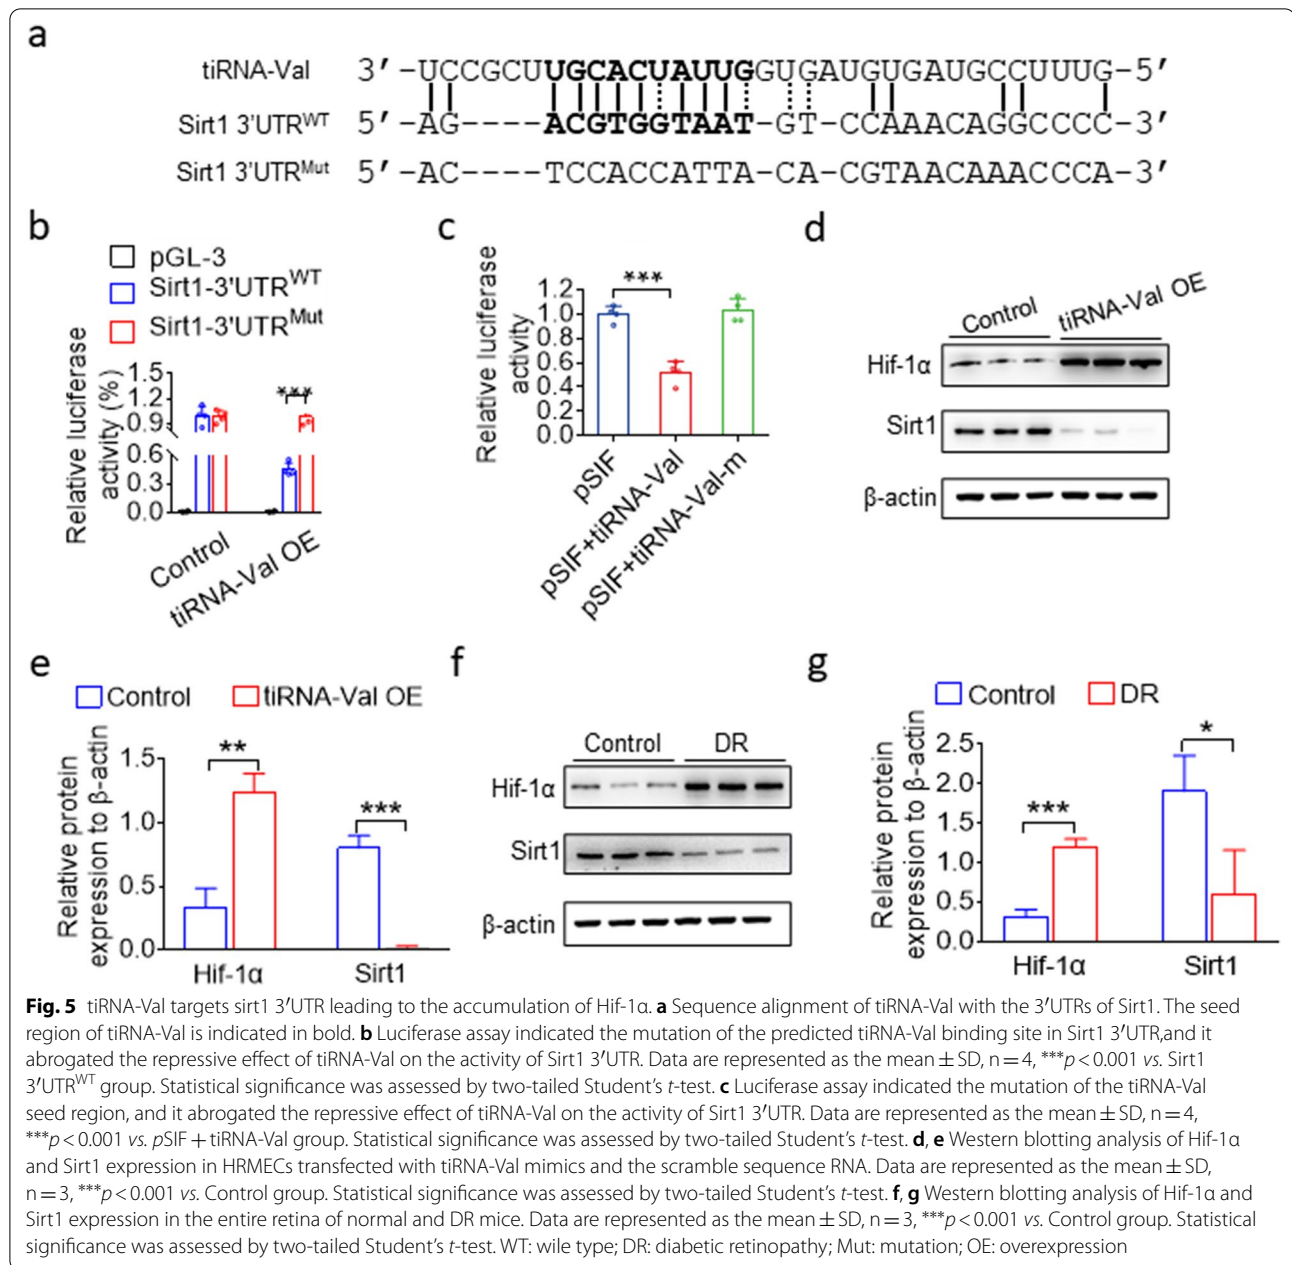 a
tiRNA-Val 3′-UCCGCUUGCACUAUUGGUGAUGUGAUGCCUUUG-5′
Sirt1 3'UTRWT 5′-AG----ACGTGGTAAT-GT-CCAAACAGGCCCC-3′
Sirt1 3'UTRMut 5′-AC----TCCACCATTA-CA-CGTAACAAACCCA-3′
b
pGL-3
Sirt1-3'UTRWT
Sirt1-3'UTRMut
Relative luciferase
activity (%)
1.5
1.2
0.9
0.6
0.3
0.0
***
Control
tiRNA-Val OE
c
Relative luciferase
activity
1.2
1.0
0.8
0.6
0.4
0.2
0.0
***
pSIF
pSIF+tiRNA-Val
pSIF+tiRNA-Val-m
d
Control tiRNA-Val OE
Hif-1α
Sirt1
β-actin
e
Control tiRNA-Val OE
Relative protein
expression to β-actin
1.5
1.0
0.5
0.0
** ***
Hif-1α Sirt1
f
Control DR
Hif-1α
Sirt1
β-actin
g
Control DR
Relative protein
expression to β-actin
2.5
2.0
1.5
1.0
0.5
0.0
*** *
Hif-1α Sirt1
Fig. 5 tiRNA-Val targets sirt1 3′UTR leading to the accumulation of Hif-1α. a Sequence alignment of tiRNA-Val with the 3′UTRs of Sirt1. The seed
region of tiRNA-Val is indicated in bold. b Luciferase assay indicated the mutation of the predicted tiRNA-Val binding site in Sirt1 3′UTR,and it
abrogated the repressive effect of tiRNA-Val on the activity of Sirt1 3′UTR. Data are represented as the mean ± SD, n = 4, ***p < 0.001 vs. Sirt1
3′UTRWT group. Statistical significance was assessed by two-tailed Student's t-test. c Luciferase assay indicated the mutation of the tiRNA-Val
seed region, and it abrogated the repressive effect of tiRNA-Val on the activity of Sirt1 3′UTR. Data are represented as the mean ± SD, n = 4,
***p < 0.001 vs. pSIF + tiRNA-Val group. Statistical significance was assessed by two-tailed Student's t-test. d, e Western blotting analysis of Hif-1α
and Sirt1 expression in HRMECs transfected with tiRNA-Val mimics and the scramble sequence RNA. Data are represented as the mean ± SD,
n = 3, ***p < 0.001 vs. Control group. Statistical significance was assessed by two-tailed Student's t-test. f, g Western blotting analysis of Hif-1α and
Sirt1 expression in the entire retina of normal and DR mice. Data are represented as the mean ± SD, n = 3, ***p < 0.001 vs. Control group. Statistical
significance was assessed by two-tailed Student's t-test. WT: wile type; DR: diabetic retinopathy; Mut: mutation; OE: overexpression